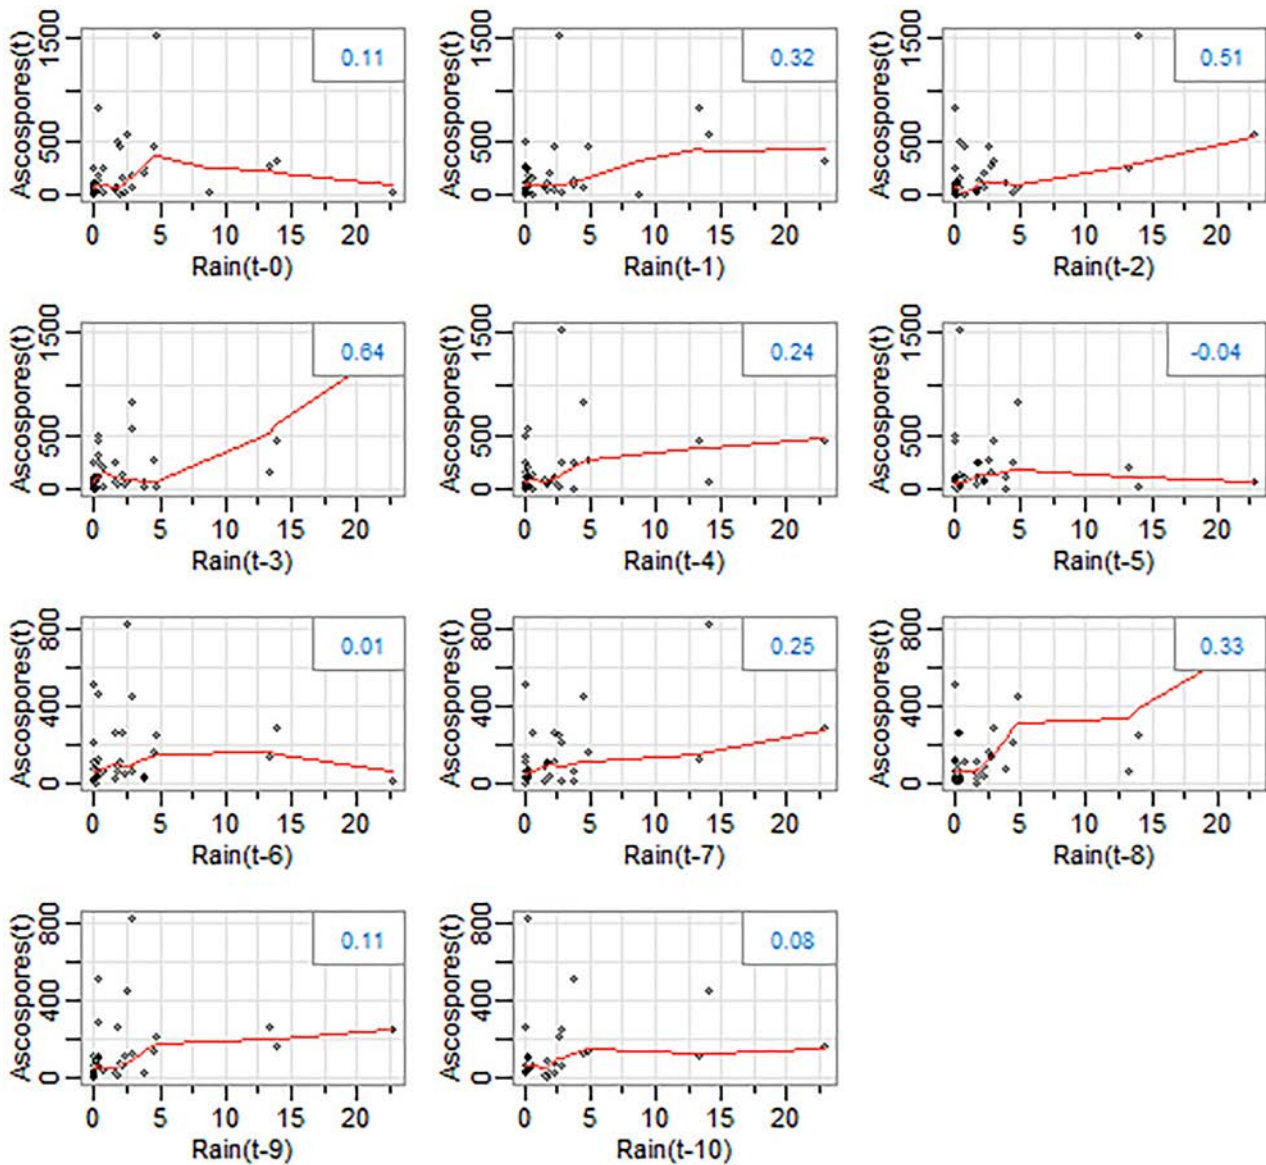 Ascospores(t) 0 500 1500 0.11 0 5 10 15 20 Rain(t-0)
Ascospores(t) 0 500 1500 0.32 0 5 10 15 20 Rain(t-1)
Ascospores(t) 0 500 1500 0.51 0 5 10 15 20 Rain(t-2)
Ascospores(t) 0 500 1500 0.64 0 5 10 15 20 Rain(t-3)
Ascospores(t) 0 500 1500 0.24 0 5 10 15 20 Rain(t-4)
Ascospores(t) 0 500 1500 -0.04 0 5 10 15 20 Rain(t-5)
Ascospores(t) 0 400 800 0.01 0 5 10 15 20 Rain(t-6)
Ascospores(t) 0 400 800 0.25 0 5 10 15 20 Rain(t-7)
Ascospores(t) 0 400 800 0.33 0 5 10 15 20 Rain(t-8)
Ascospores(t) 0 400 800 0.11 0 5 10 15 20 Rain(t-9)
Ascospores(t) 0 400 800 0.08 0 5 10 15 20 Rain(t-10)